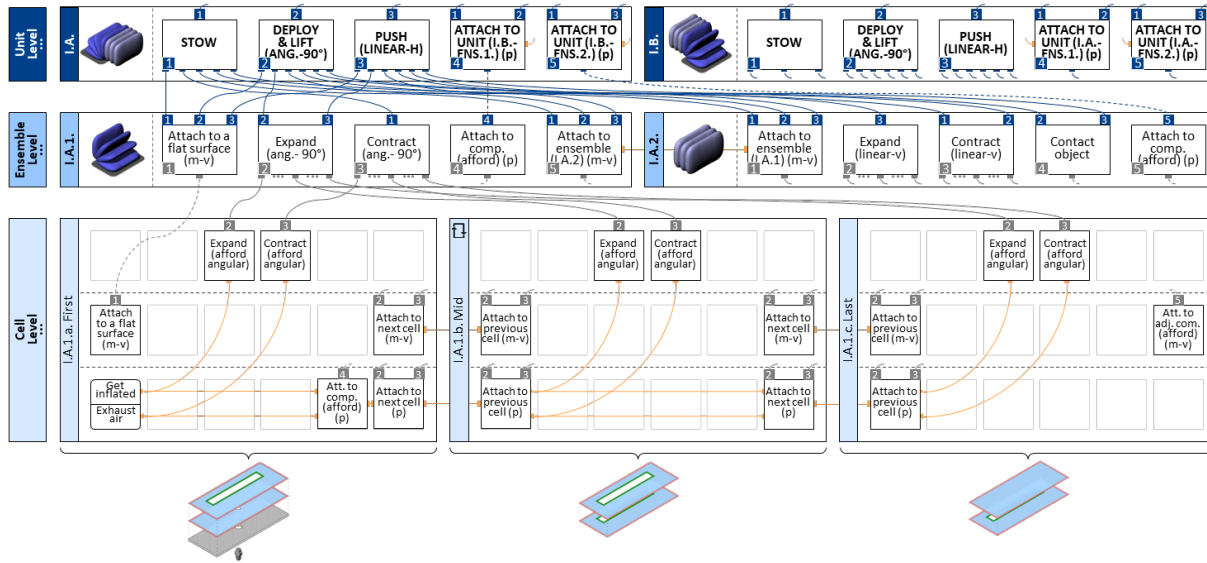 Unit
Level
...
I.A.
1
STOW
1
2
DEPLOY
& LIFT
(ANG.-90°)
2
3
PUSH
(LINEAR-H)
3
1
2
ATTACH TO
UNIT (I.B.-
ENS.1.) (p)
4
1
3
ATTACH TO
UNIT (I.B.-
ENS.2.) (p)
5
I.B.
1
STOW
2
DEPLOY
& LIFT
(ANG.-90°)
2
3
PUSH
(LINEAR-H)
3
1
2
ATTACH TO
UNIT (I.A.-
ENS.1.) (p)
4
1
3
ATTACH TO
UNIT (I.A.-
ENS.2.) (p)
5
Ensemble
Level
...
I.A.1.
1
2
3
Attach to a
flat surface
(m-v)
1
2
3
Expand
(ang.- 90°)
2
...
...
1
Contract
(ang.- 90°)
3
...
...
4
Attach to
comp.
(afford) (p)
4
1
2
3
Attach to
ensemble
(I.A.2) (m-v)
5
I.A.2.
1
2
3
Attach to
ensemble
(I.A.1) (m-v)
1
3
Expand
(linear-v)
2
...
...
1
2
Contract
(linear-v)
3
...
...
2
3
Contact
object
4
5
Attach to
comp.
(afford) (p)
5
Cell
Level
...
I.A.1.a. First
2
Expand
(afford
angular)
3
Contract
(afford
angular)
1
Attach
to a flat
surface
(m-v)
2
3
Attach to
next cell
(m-v)
Get
inflated
Exhaust
air
4
Att. to
comp.
(afford)
(p)
2
3
Attach to
next cell
(p)
I.A.1.b. Mid
2
Expand
(afford
angular)
3
Contract
(afford
angular)
2
3
Attach to
previous
cell (m-v)
2
3
Attach to
next cell
(m-v)
2
3
Attach to
previous
cell (p)
2
3
Attach to
next cell
(p)
I.A.1.c. Last
2
Expand
(afford
angular)
3
Contract
(afford
angular)
2
3
Attach to
previous
cell (m-v)
5
Att. to
adj. com.
(afford)
(m-v)
2
3
Attach to
previous
cell (p)